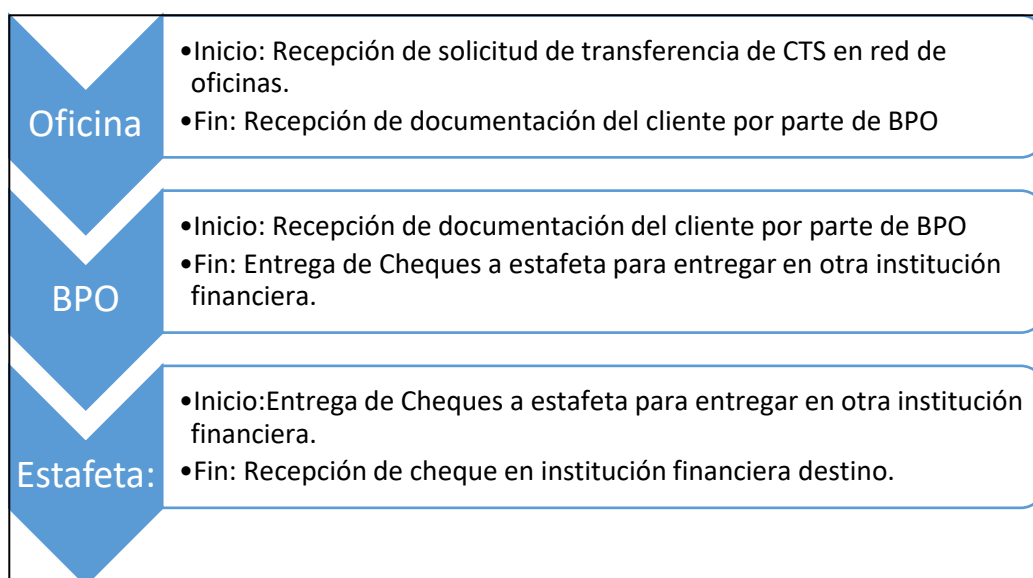 Oficina
•Inicio: Recepción de solicitud de transferencia de CTS en red de
oficinas.
•Fin: Recepción de documentación del cliente por parte de BPO
BPO
•Inicio: Recepción de documentación del cliente por parte de BPO
•Fin: Entrega de Cheques a estafeta para entregar en otra institución
financiera.
Estafeta:
•Inicio:Entrega de Cheques a estafeta para entregar en otra institución
financiera.
•Fin: Recepción de cheque en institución financiera destino.